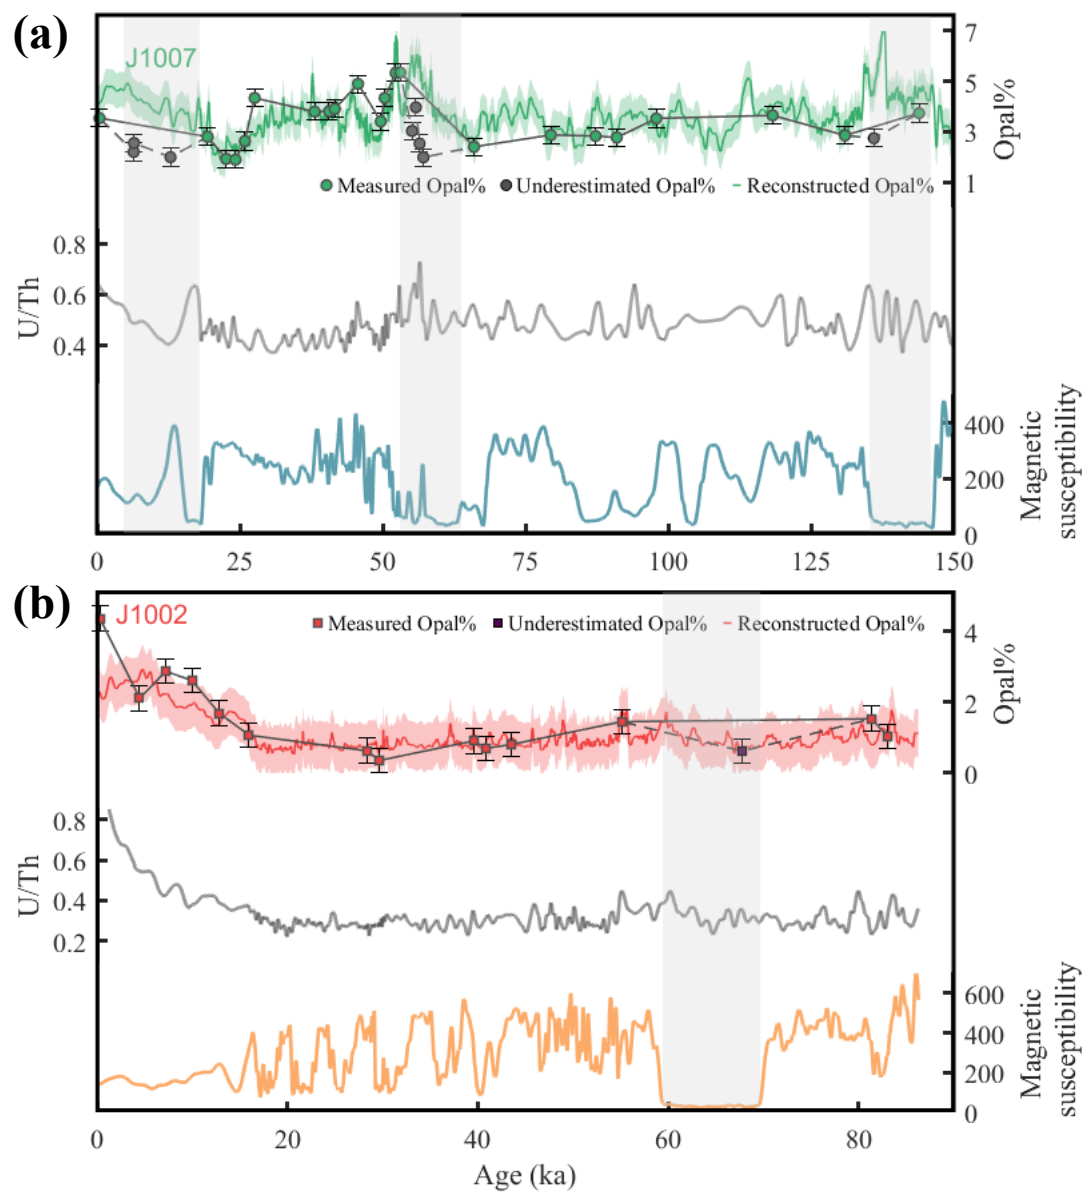 (a)
J1007
7
5
3
1
Opal%
Measured Opal% Underestimated Opal% Reconstructed Opal%
0.8
0.6
0.4
U/Th
400
200
0
Magnetic
susceptibility
0 25 50 75 100 125 150
(b)
J1002
Measured Opal% Underestimated Opal% Reconstructed Opal%
4
2
0
Opal%
0.8
0.6
0.4
0.2
U/Th
600
400
200
0
Magnetic
susceptibility
0 20 40 60 80
Age (ka)